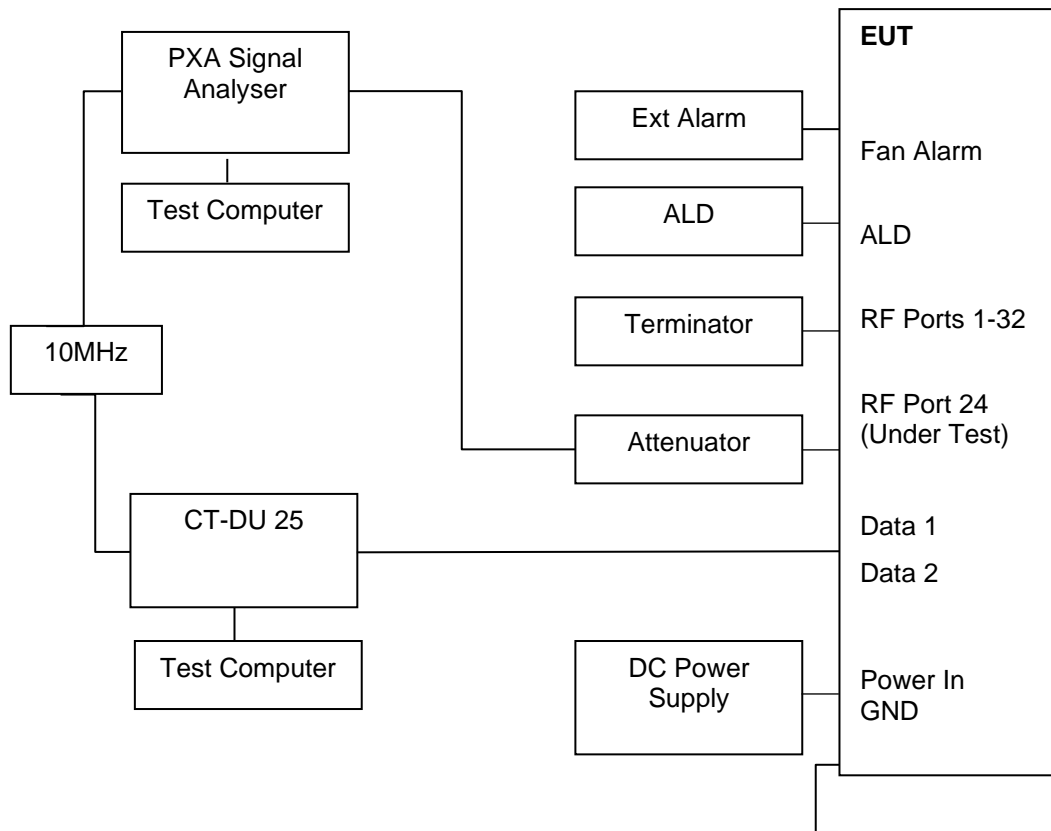 PXA Signal
Analyser
Test Computer
10MHz
CT-DU 25
Test Computer
Ext Alarm
ALD
Terminator
Attenuator
DC Power
Supply
EUT
Fan Alarm
ALD
RF Ports 1-32
RF Port 24
(Under Test)
Data 1
Data 2
Power In
GND